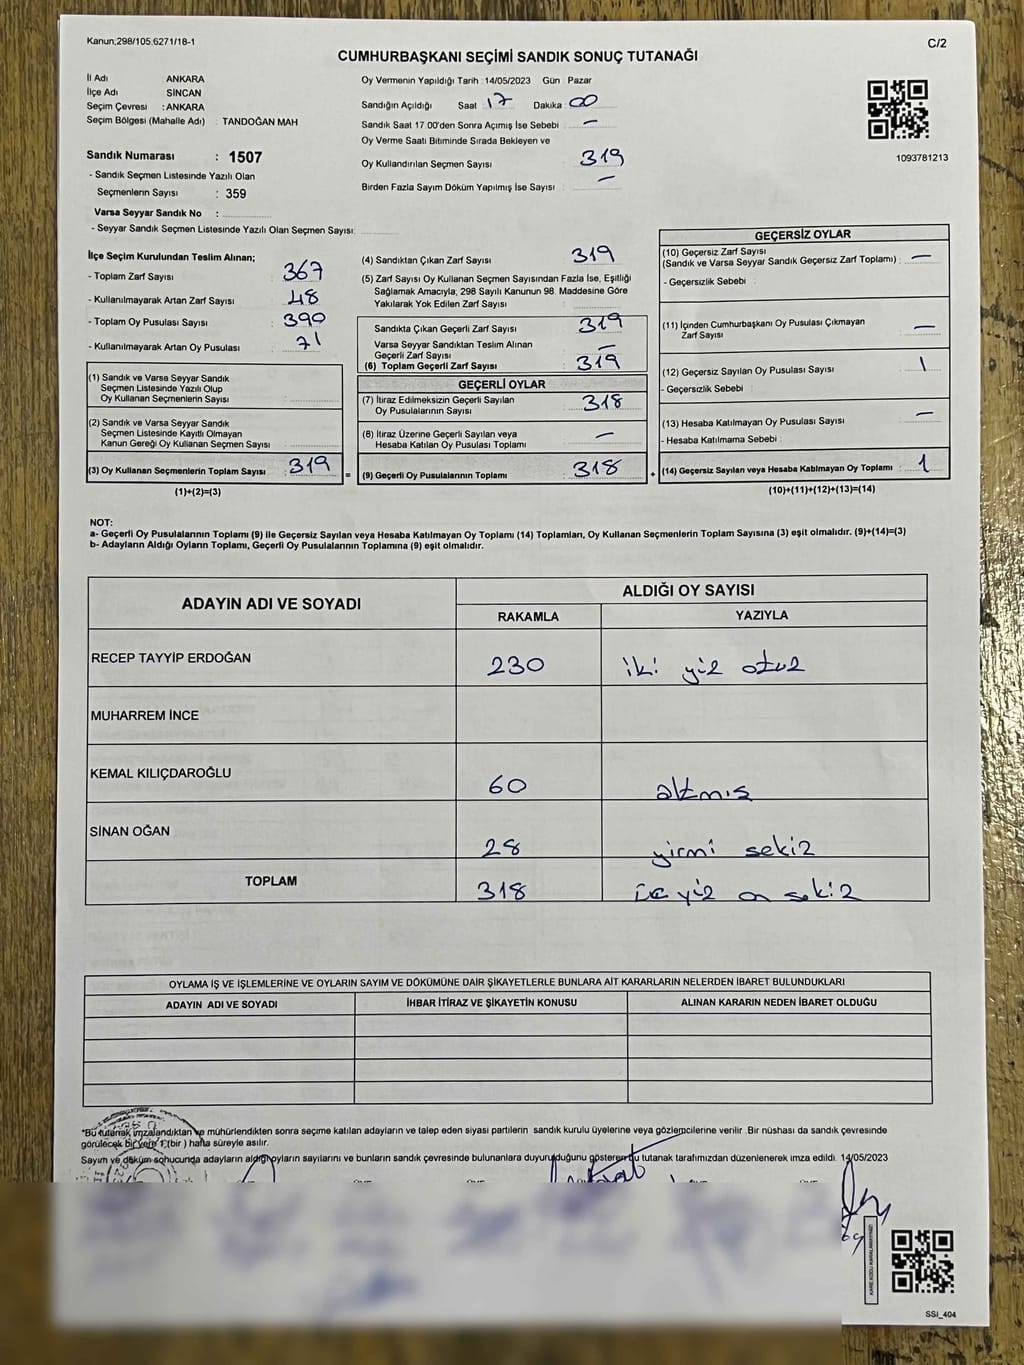 Kanun,298/105,6271/18-1
C/2
CUMHURBAŞKANI SEÇİMİ SANDIK SONUÇ TUTANAĞI
İl Adı ANKARA
İlçe Adı SİNCAN
Seçim Çevresi : ANKARA
Seçim Bölgesi (Mahalle Adı) : TANDOĞAN MAH
Oy Vermenin Yapıldığı Tarih : 14/05/2023 Gün : Pazar
Sandığın Açıldığı Saat 17 Dakika : 00
Sandık Saat 17.00'den Sonra Açımış İse Sebebi : —
Oy Verme Saati Bitiminde Sırada Bekleyen ve
Oy Kullandırılan Seçmen Sayısı 319
Birden Fazla Sayım Döküm Yapılmış İse Sayısı : —
1093781213
Sandık Numarası : 1507
- Sandık Seçmen Listesinde Yazılı Olan
Seçmenlerin Sayısı : 359
Varsa Seyyar Sandık No :
- Seyyar Sandık Seçmen Listesinde Yazılı Olan Seçmen Sayısı:
İlçe Seçim Kurulundan Teslim Alınan;
- Toplam Zarf Sayısı 367
- Kullanılmayarak Artan Zarf Sayısı 48
- Toplam Oy Pusulası Sayısı 390
- Kullanılmayarak Artan Oy Pusulası 71
(1) Sandık ve Varsa Seyyar Sandık
Seçmen Listesinde Yazılı Olup
Oy Kullanan Seçmenlerin Sayısı :
(2) Sandık ve Varsa Seyyar Sandık
Seçmen Listesinde Kayıtlı Olmayan
Kanun Gereği Oy Kullanan Seçmen Sayısı :
(3) Oy Kullanan Seçmenlerin Toplam Sayısı : 319
(1)+(2)=(3)
(4) Sandıktan Çıkan Zarf Sayısı : 319
(5) Zarf Sayısı Oy Kullanan Seçmen Sayısından Fazla İse, Eşitliği
Sağlamak Amacıyla, 298 Sayılı Kanunun 98. Maddesine Göre
Yakılarak Yok Edilen Zarf Sayısı :
Sandıkta Çıkan Geçerli Zarf Sayısı : 319
Varsa Seyyar Sandıktan Teslim Alınan
Geçerli Zarf Sayısı : —
(6) Toplam Geçerli Zarf Sayısı : 319
GEÇERLİ OYLAR
(7) İtiraz Edilmeksizin Geçerli Sayılan
Oy Pusulalarının Sayısı : 318
(8) İtiraz Üzerine Geçerli Sayılan veya
Hesaba Katılan Oy Pusulası Toplamı : —
= (9) Geçerli Oy Pusulalarının Toplamı : 318 +
GEÇERSİZ OYLAR
(10) Geçersiz Zarf Sayısı
(Sandık ve Varsa Seyyar Sandık Geçersiz Zarf Toplamı) : —
- Geçersizlik Sebebi :
(11) İçinden Cumhurbaşkanı Oy Pusulası Çıkmayan
Zarf Sayısı : —
(12) Geçersiz Sayılan Oy Pusulası Sayısı : 1
- Geçersizlik Sebebi :
(13) Hesaba Katılmayan Oy Pusulası Sayısı : —
- Hesaba Katılmama Sebebi :
(14) Geçersiz Sayılan veya Hesaba Katılmayan Oy Toplamı : 1
(10)+(11)+(12)+(13)=(14)
NOT:
a- Geçerli Oy Pusulalarının Toplamı (9) ile Geçersiz Sayılan veya Hesaba Katılmayan Oy Toplamı (14) Toplamları, Oy Kullanan Seçmenlerin Toplam Sayısına (3) eşit olmalıdır. (9)+(14)=(3)
b- Adayların Aldığı Oyların Toplamı, Geçerli Oy Pusulalarının Toplamına (9) eşit olmalıdır.
ADAYIN ADI VE SOYADI ALDIĞI OY SAYISI
RAKAMLA YAZIYLA
RECEP TAYYİP ERDOĞAN 230 iki yüz otuz
MUHARREM İNCE
KEMAL KILIÇDAROĞLU 60 altmış
SİNAN OĞAN 28 yirmi sekiz
TOPLAM 318 üç yüz on sekiz
OYLAMA İŞ VE İŞLEMLERİNE VE OYLARIN SAYIM VE DÖKÜMÜNE DAİR ŞİKAYETLERLE BUNLARA AİT KARARLARIN NELERDEN İBARET BULUNDUKLARI
ADAYIN ADI VE SOYADI İHBAR İTİRAZ VE ŞİKAYETİN KONUSU ALINAN KARARIN NEDEN İBARET OLDUĞU
*Bu tutanak imzalandıktan ve mühürlendikten sonra seçime katılan adayların ve talep eden siyasi partilerin sandık kurulu üyelerine veya gözlemcilerine verilir .Bir nüshası da sandık çevresinde
görülecek bir yere 1 (bir ) hafta süreyle asılır.
Sayım ve döküm sonucunda adayların aldığı oyların sayılarını ve bunların sandık çevresinde bulunanlara duyurulduğunu gösteren bu tutanak tarafımızdan düzenlenerek imza edildi. 14/05/2023
SSI_404